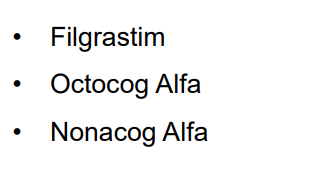 • Filgrastim
• Octocog Alfa
• Nonacog Alfa